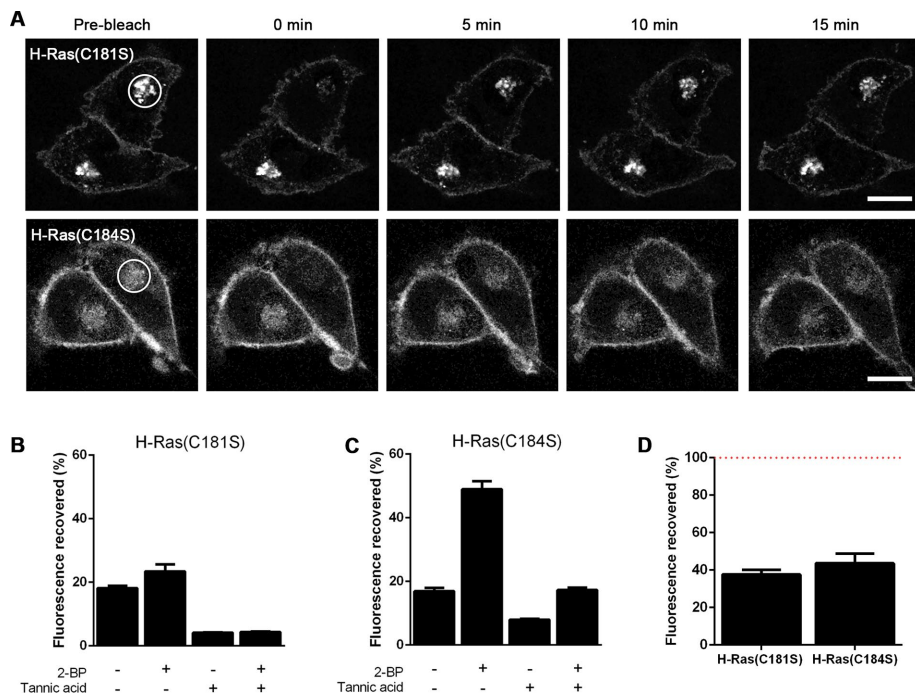 A
Pre-bleach 0 min 5 min 10 min 15 min
H-Ras(C181S)
H-Ras(C184S)
B
H-Ras(C181S)
Fluorescence recovered (%)
60
40
20
0
2-BP - + - +
Tannic acid - - + +
C
H-Ras(C184S)
Fluorescence recovered (%)
60
40
20
0
2-BP - + - +
Tannic acid - - + +
D
Fluorescence recovered (%)
100
80
60
40
20
0
H-Ras(C181S) H-Ras(C184S)